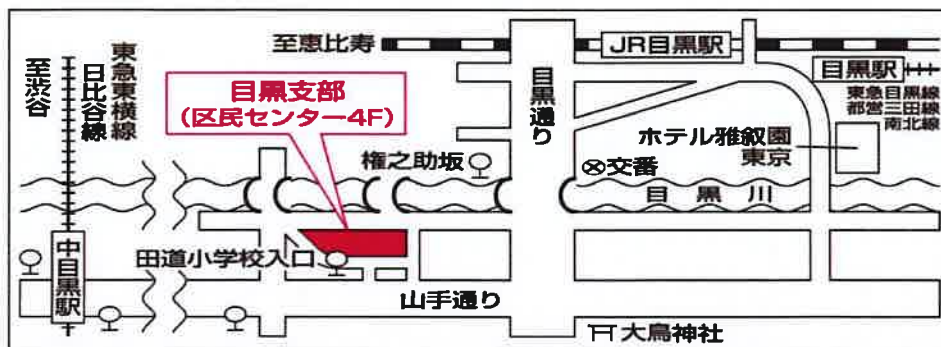 至恵比寿
JR目黒駅
目黒駅
東急目黒線
都営三田線
南北線
至渋谷
日比谷線
東急東横線
目黒支部
(区民センター4F)
目黒通り
権之助坂
交番
ホテル雅叙園
東京
目黒川
中目黒駅
田道小学校入口
山手通り
大鳥神社